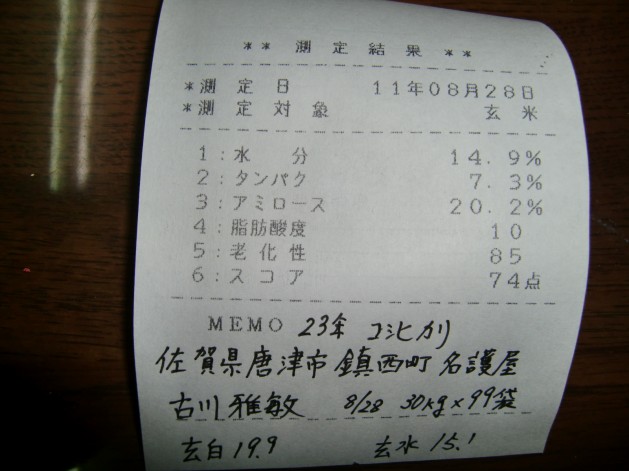 ** 測定結果 **
*測定日 11年08月28日
*測定対象 玄米
1:水分 14.9%
2:タンパク 7.3%
3:アミロース 20.2%
4:脂肪酸度 10
5:老化性 85
6:スコア 74点
MEMO 23年 コシヒカリ
佐賀県唐津市鎮西町名護屋
古川雅敏 8/28 30kg×99袋
玄白19.9 玄水15.1